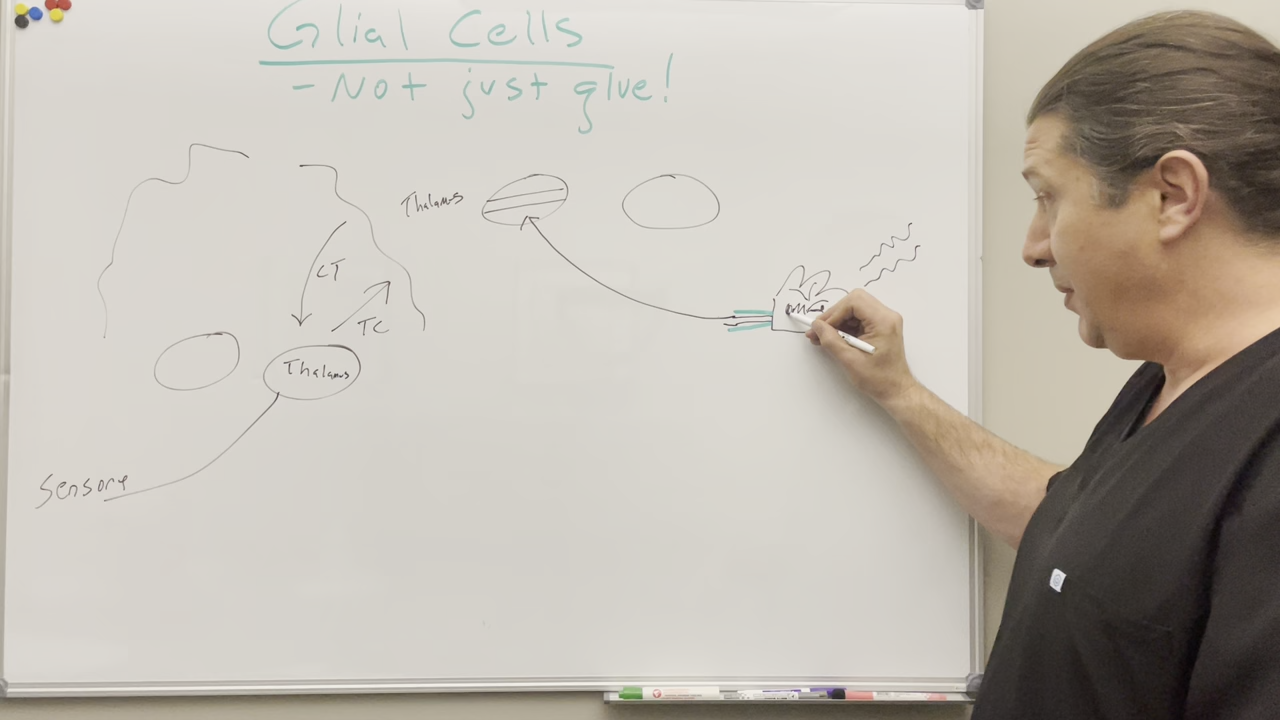 Glial Cells
- Not just glue!
Thalamus
CT
TC
Thalamus
Sensory